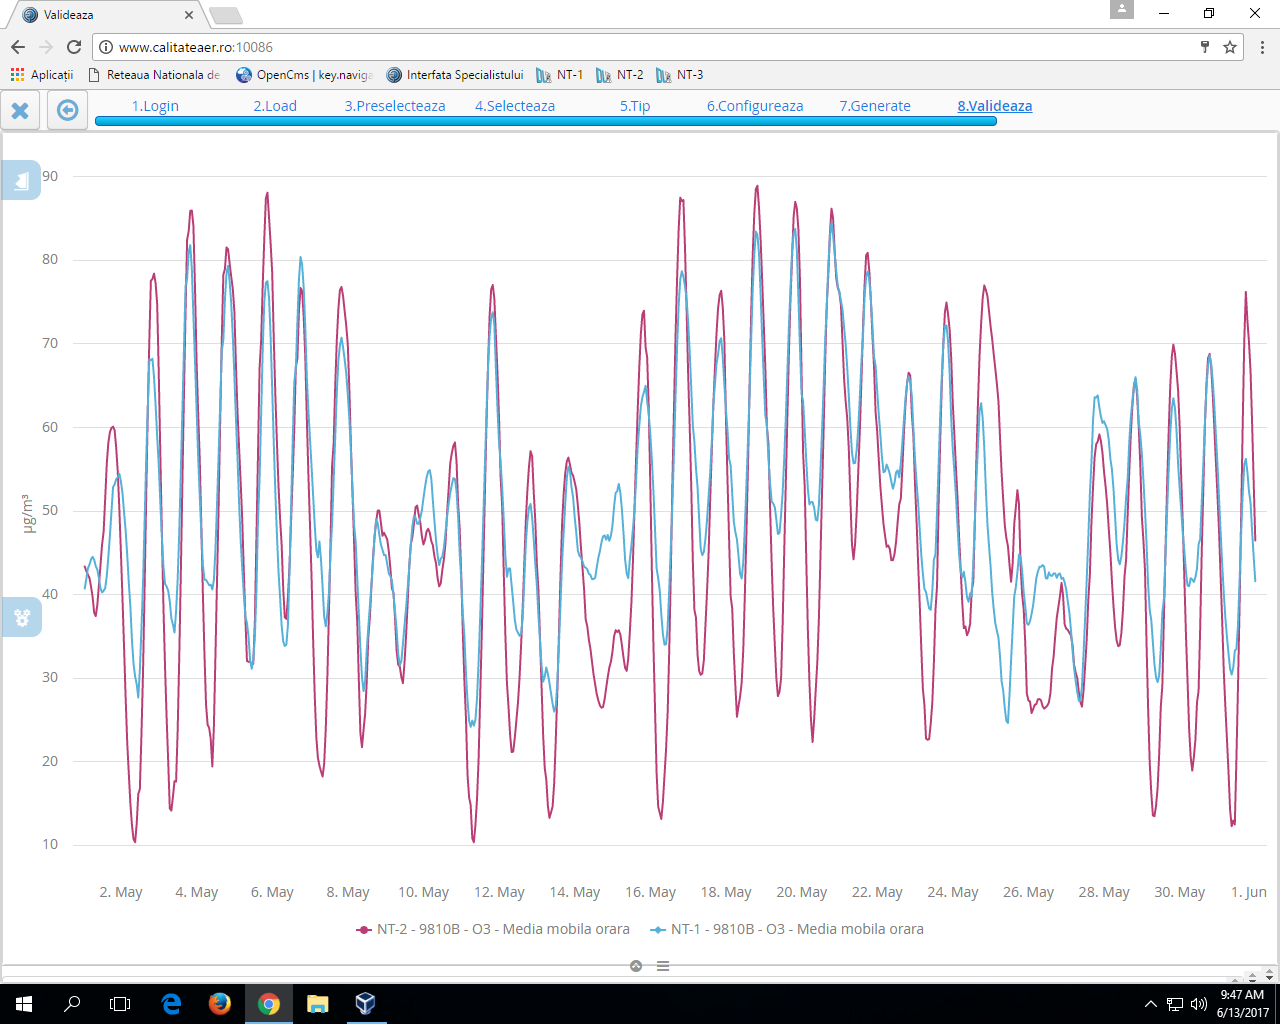 Valideaza
www.calitateaer.ro:10086
Aplicații Reteaua Nationala de OpenCms | key.naviga Interfata Specialistului NT-1 NT-2 NT-3
1.Login 2.Load 3.Preselecteaza 4.Selecteaza 5.Tip 6.Configureaza 7.Generate 8.Valideaza
90
80
70
60
50
40
30
20
10
µg/m³
2. May 4. May 6. May 8. May 10. May 12. May 14. May 16. May 18. May 20. May 22. May 24. May 26. May 28. May 30. May 1. Jun
NT-2 - 9810B - O3 - Media mobila orara NT-1 - 9810B - O3 - Media mobila orara
9:47 AM
6/13/2017